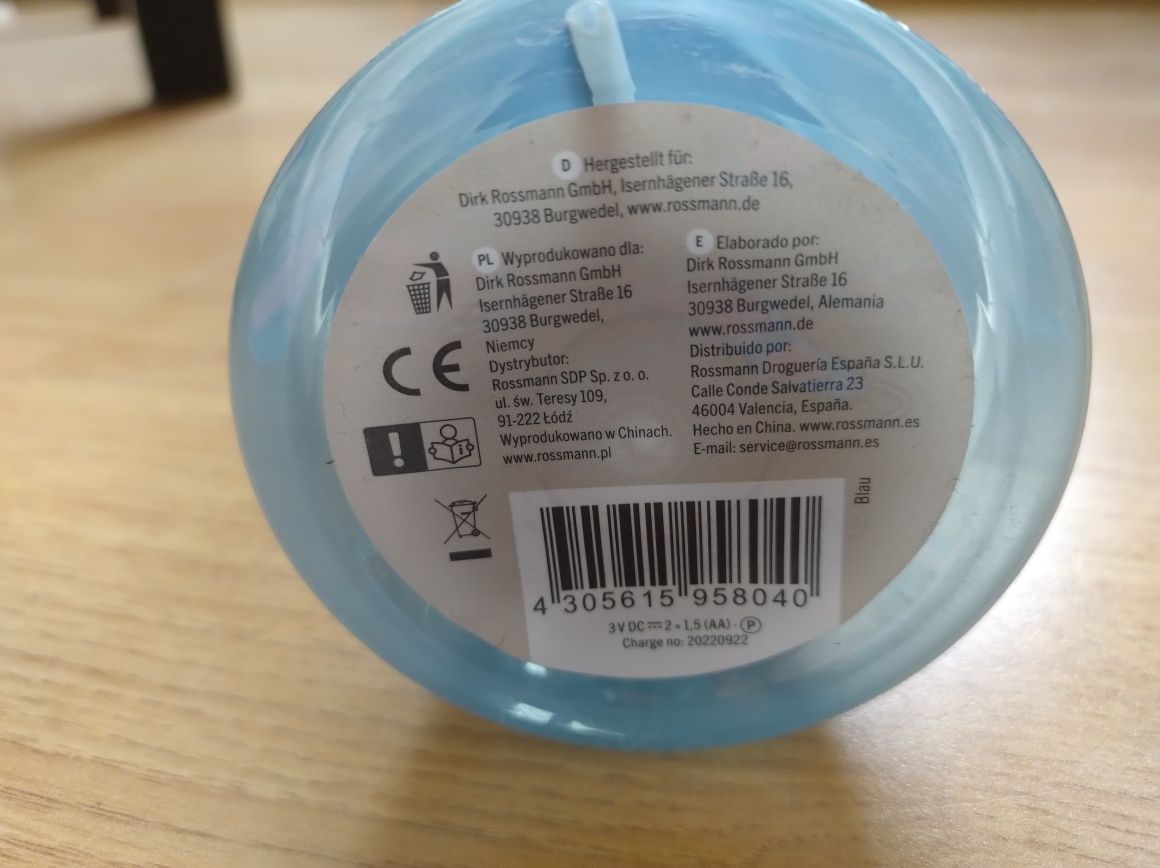 D Hergestellt für:
Dirk Rossmann GmbH, Isernhägener Straße 16,
30938 Burgwedel, www.rossmann.de
PL Wyprodukowano dla:
Dirk Rossmann GmbH
Isernhägener Straße 16
30938 Burgwedel,
Niemcy
Dystrybutor:
Rossmann SDP Sp. z o. o.
ul. św. Teresy 109,
91-222 Łódź
Wyprodukowano w Chinach.
www.rossmann.pl
E Elaborado por:
Dirk Rossmann GmbH
Isernhägener Straße 16
30938 Burgwedel, Alemania
www.rossmann.de
Distribuido por:
Rossmann Droguería España S.L.U.
Calle Conde Salvatierra 23
46004 Valencia, España.
Hecho en China. www.rossmann.es
E-mail: service@rossmann.es
CE
Blau
4 305615 958040
3 V DC ⎓ 2 × 1,5 (AA) · P
Charge no: 20220922